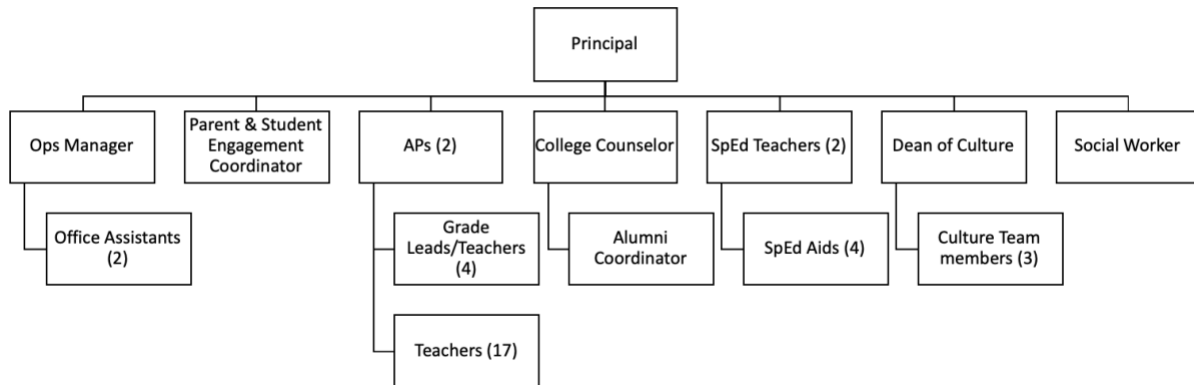 Principal
Ops Manager
Parent & Student
Engagement
Coordinator
APs (2)
College Counselor
SpEd Teachers (2)
Dean of Culture
Social Worker
Office Assistants
(2)
Grade
Leads/Teachers
(4)
Alumni
Coordinator
SpEd Aids (4)
Culture Team
members (3)
Teachers (17)